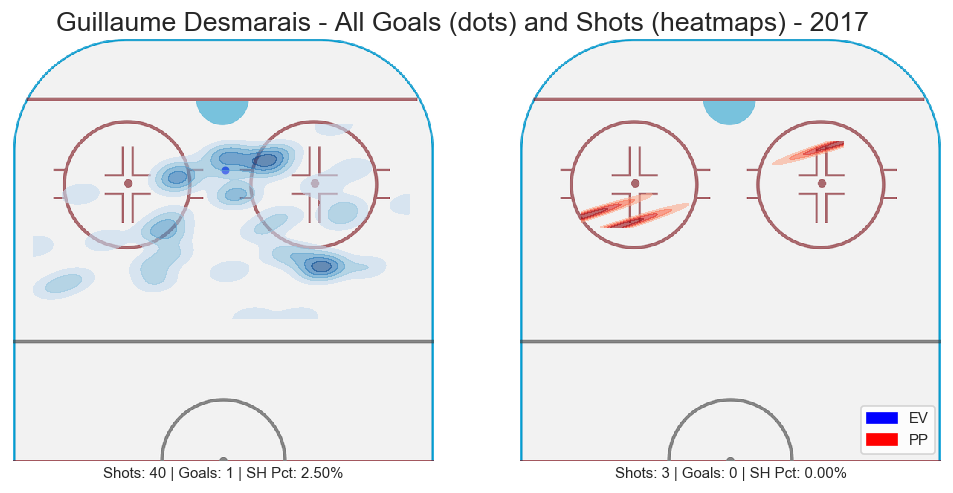 Guillaume Desmarais - All Goals (dots) and Shots (heatmaps) - 2017
EV
PP
Shots: 40 | Goals: 1 | SH Pct: 2.50%
Shots: 3 | Goals: 0 | SH Pct: 0.00%